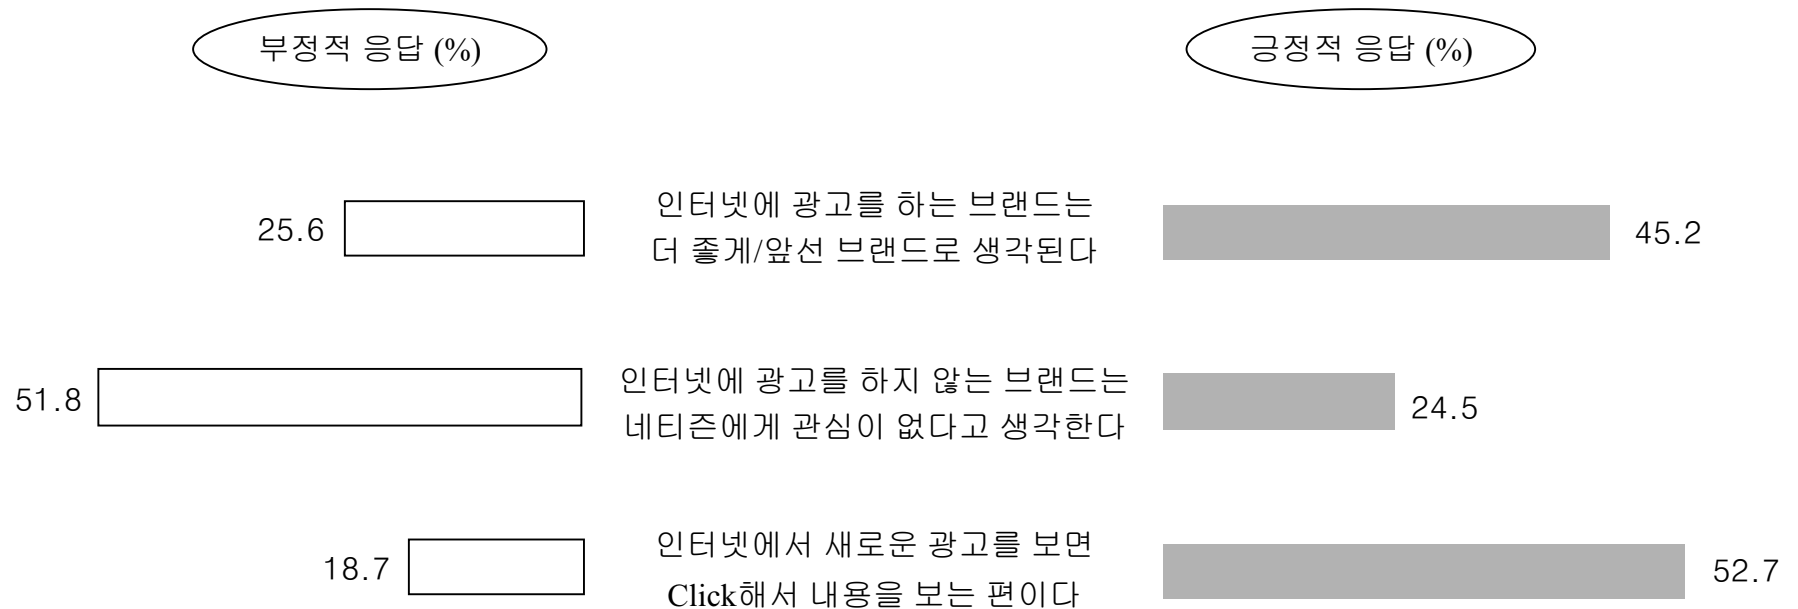 부정적 응답 (%)
긍정적 응답 (%)
25.6
인터넷에 광고를 하는 브랜드는
더 좋게/앞선 브랜드로 생각된다
45.2
51.8
인터넷에 광고를 하지 않는 브랜드는
네티즌에게 관심이 없다고 생각한다
24.5
18.7
인터넷에서 새로운 광고를 보면
Click해서 내용을 보는 편이다
52.7